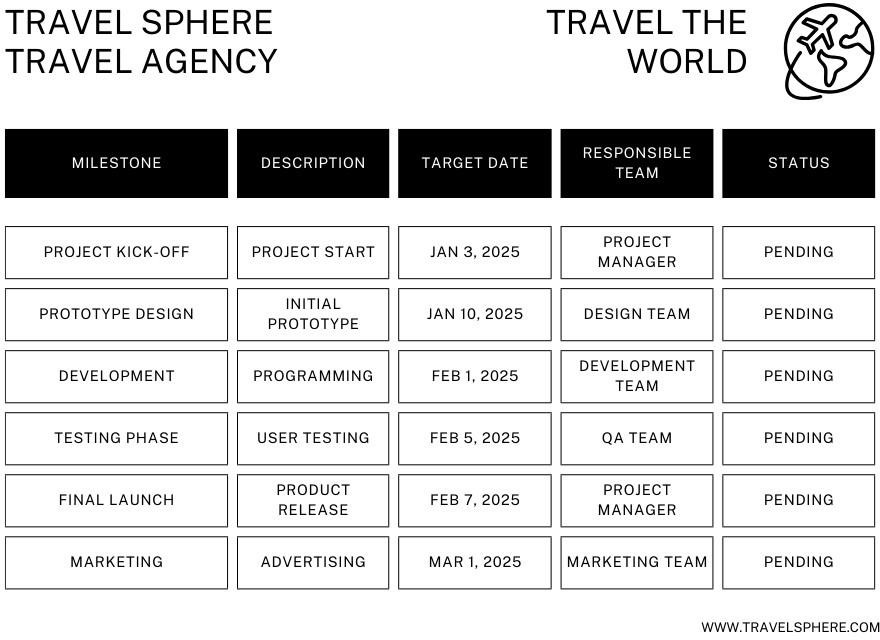 TRAVEL SPHERE
TRAVEL AGENCY
TRAVEL THE
WORLD
MILESTONE
DESCRIPTION
TARGET DATE
RESPONSIBLE
TEAM
STATUS
PROJECT KICK-OFF
PROJECT START
JAN 3, 2025
PROJECT
MANAGER
PENDING
PROTOTYPE DESIGN
INITIAL
PROTOTYPE
JAN 10, 2025
DESIGN TEAM
PENDING
DEVELOPMENT
PROGRAMMING
FEB 1, 2025
DEVELOPMENT
TEAM
PENDING
TESTING PHASE
USER TESTING
FEB 5, 2025
QA TEAM
PENDING
FINAL LAUNCH
PRODUCT
RELEASE
FEB 7, 2025
PROJECT
MANAGER
PENDING
MARKETING
ADVERTISING
MAR 1, 2025
MARKETING TEAM
PENDING
WWW.TRAVELSPHERE.COM